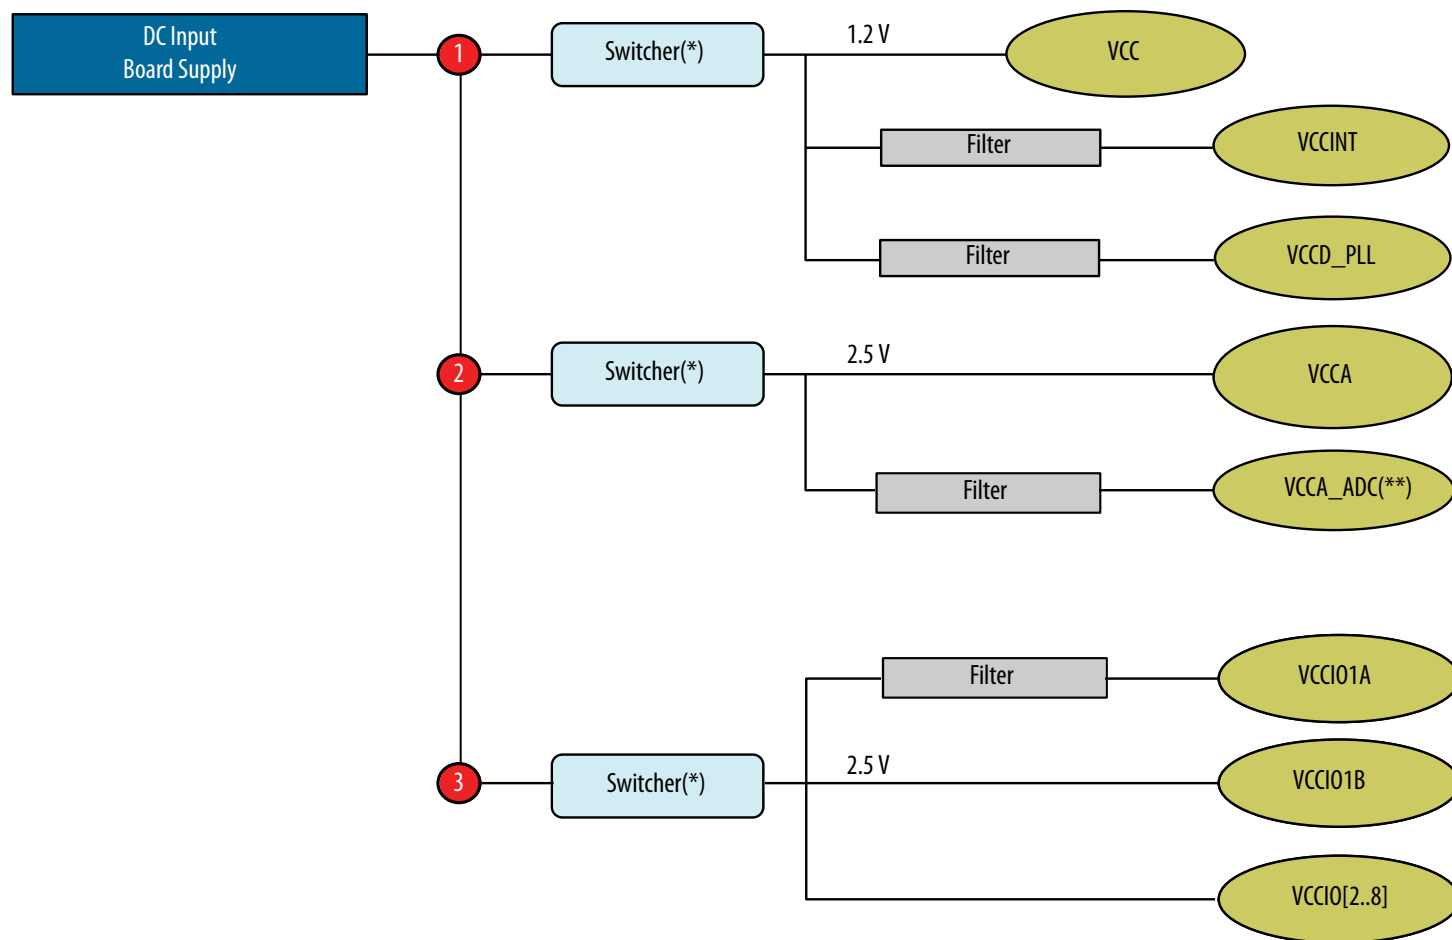 DC Input
Board Supply
1
Switcher(*)
1.2 V
VCC
Filter
VCCINT
Filter
VCCD_PLL
2
Switcher(*)
2.5 V
VCCA
Filter
VCCA_ADC(**)
Filter
VCCIO1A
3
Switcher(*)
2.5 V
VCCIO1B
VCCIO[2..8]